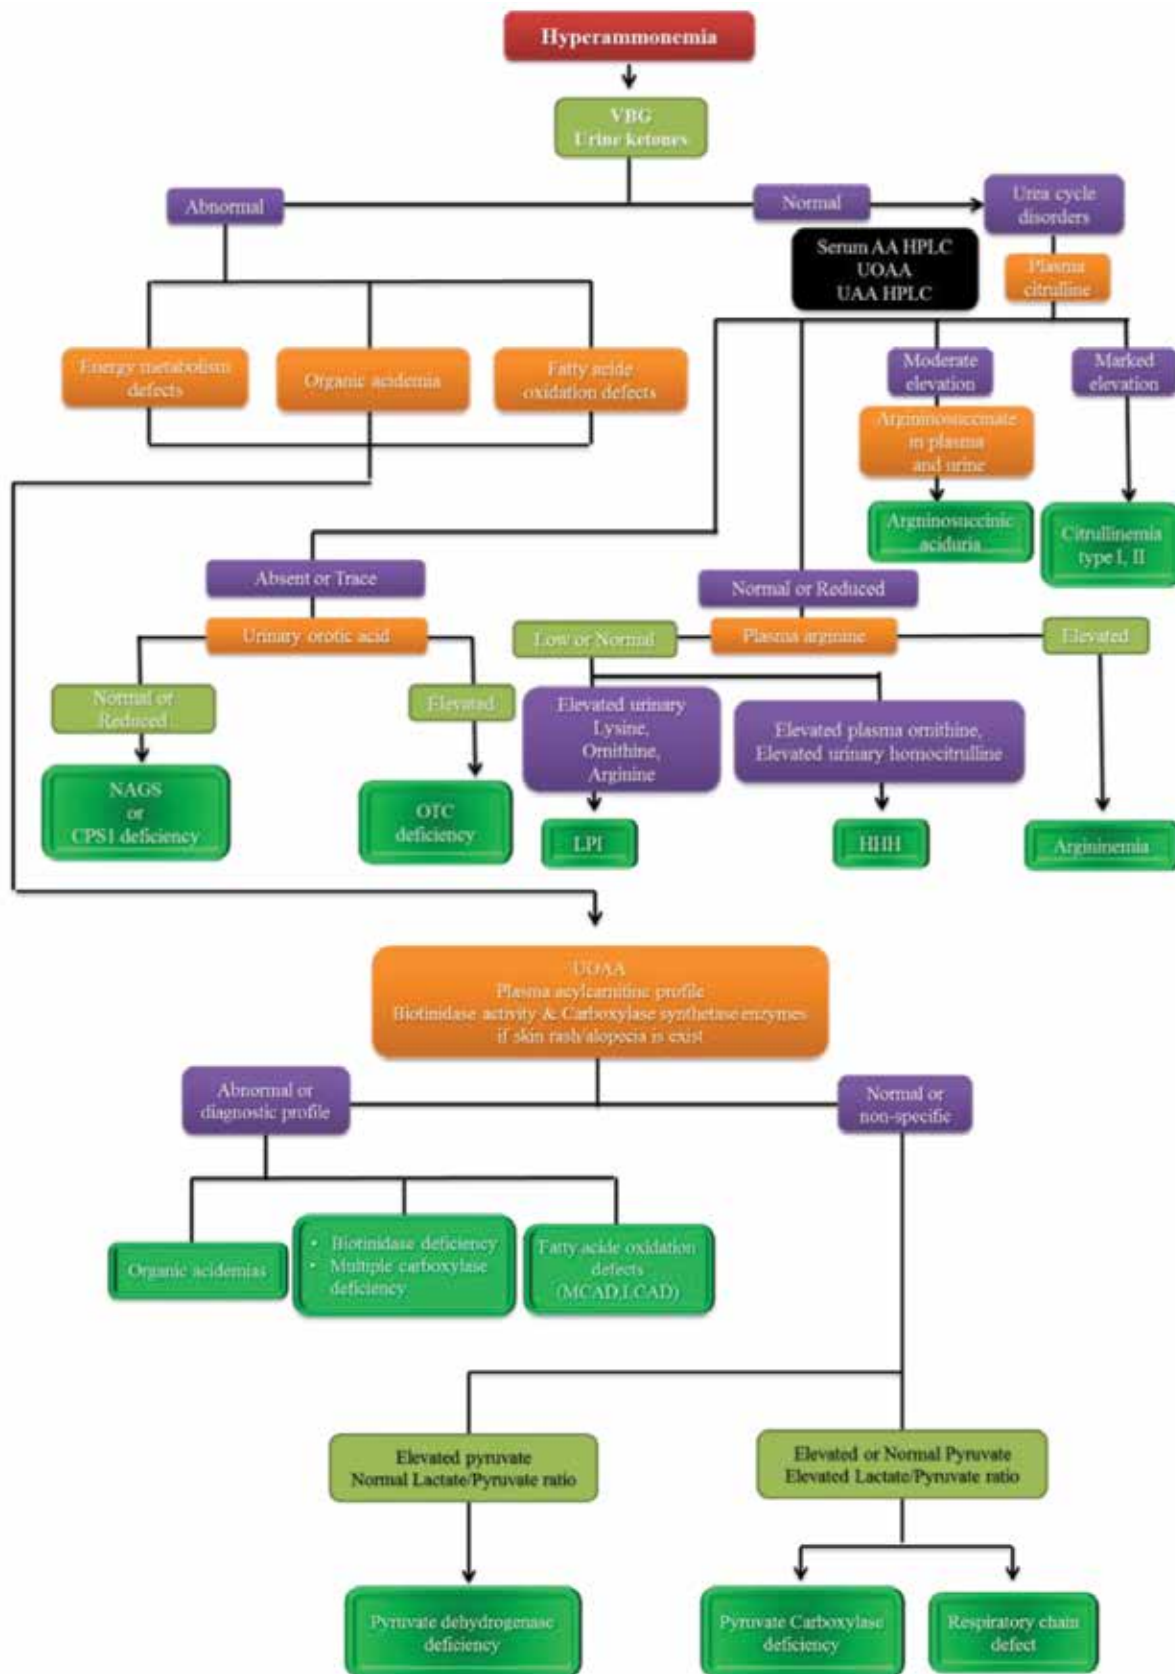 Hyperammonemia
VBG
Urine ketones
Abnormal
Normal
Urea cycle
disorders
Serum AA HPLC
UOAA
UAA HPLC
Plasma
citrulline
Energy metabolism
defects
Organic acidemia
Fatty acide
oxidation defects
Moderate
elevation
Marked
elevation
Argininosuccinate
in plasma
and urine
Argninosuccinic
aciduria
Citrullinemia
type I, II
Absent or Trace
Normal or Reduced
Urinary orotic acid
Low or Normal
Plasma arginine
Elevated
Normal or
Reduced
Elevated
Elevated urinary
Lysine,
Ornithine,
Arginine
Elevated plasma ornithine,
Elevated urinary homocitrulline
NAGS
or
CPS1 deficiency
OTC
deficiency
LPI
HHH
Argininemia
UOAA
Plasma acylcarnitine profile
Biotinidase activity & Carboxylase synthetase enzymes
if skin rash/alopecia is exist
Abnormal or
diagnostic profile
Normal or
non-specific
Organic acidemias
• Biotinidase deficiency
• Multiple carboxylase
deficiency
Fatty acide oxidation
defects
(MCAD,LCAD)
Elevated pyruvate
Normal Lactate/Pyruvate ratio
Elevated or Normal Pyruvate
Elevated Lactate/Pyruvate ratio
Pyruvate dehydrogenase
deficiency
Pyruvate Carboxylase
deficiency
Respiratory chain
defect